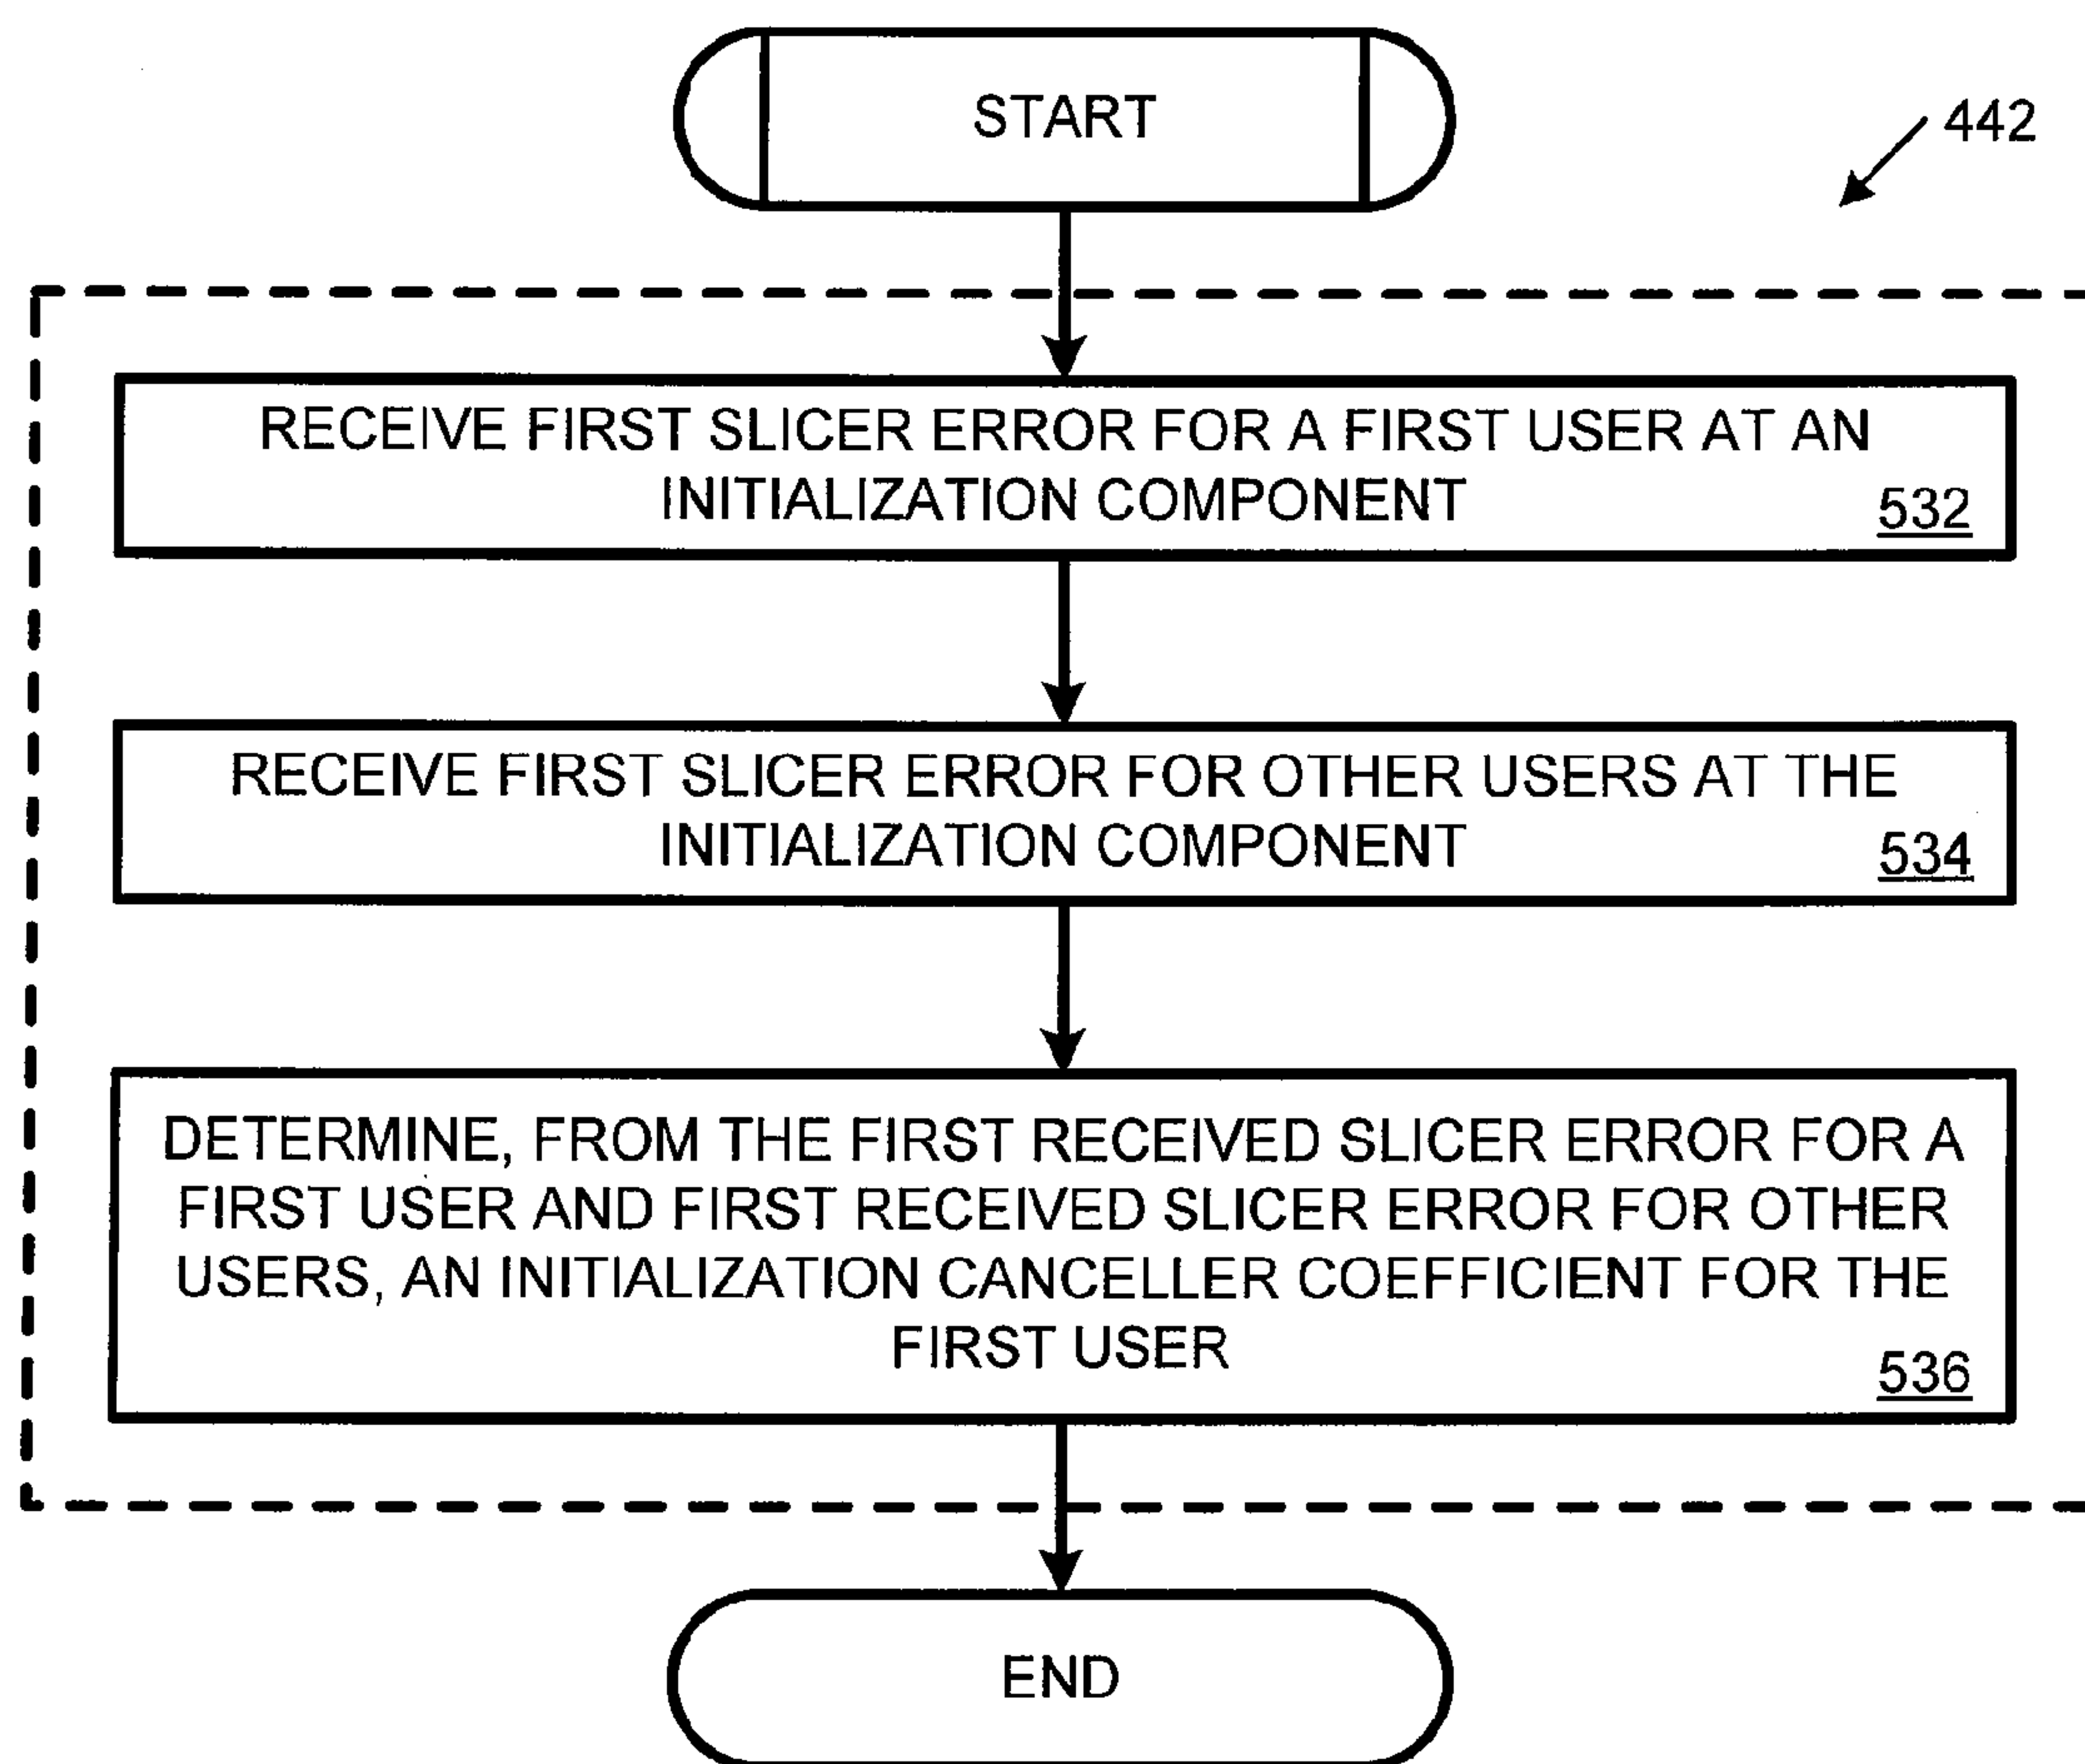 START
442
RECEIVE FIRST SLICER ERROR FOR A FIRST USER AT AN
INITIALIZATION COMPONENT
532
RECEIVE FIRST SLICER ERROR FOR OTHER USERS AT THE
INITIALIZATION COMPONENT
534
DETERMINE, FROM THE FIRST RECEIVED SLICER ERROR FOR A
FIRST USER AND FIRST RECEIVED SLICER ERROR FOR OTHER
USERS, AN INITIALIZATION CANCELLER COEFFICIENT FOR THE
FIRST USER
536
END